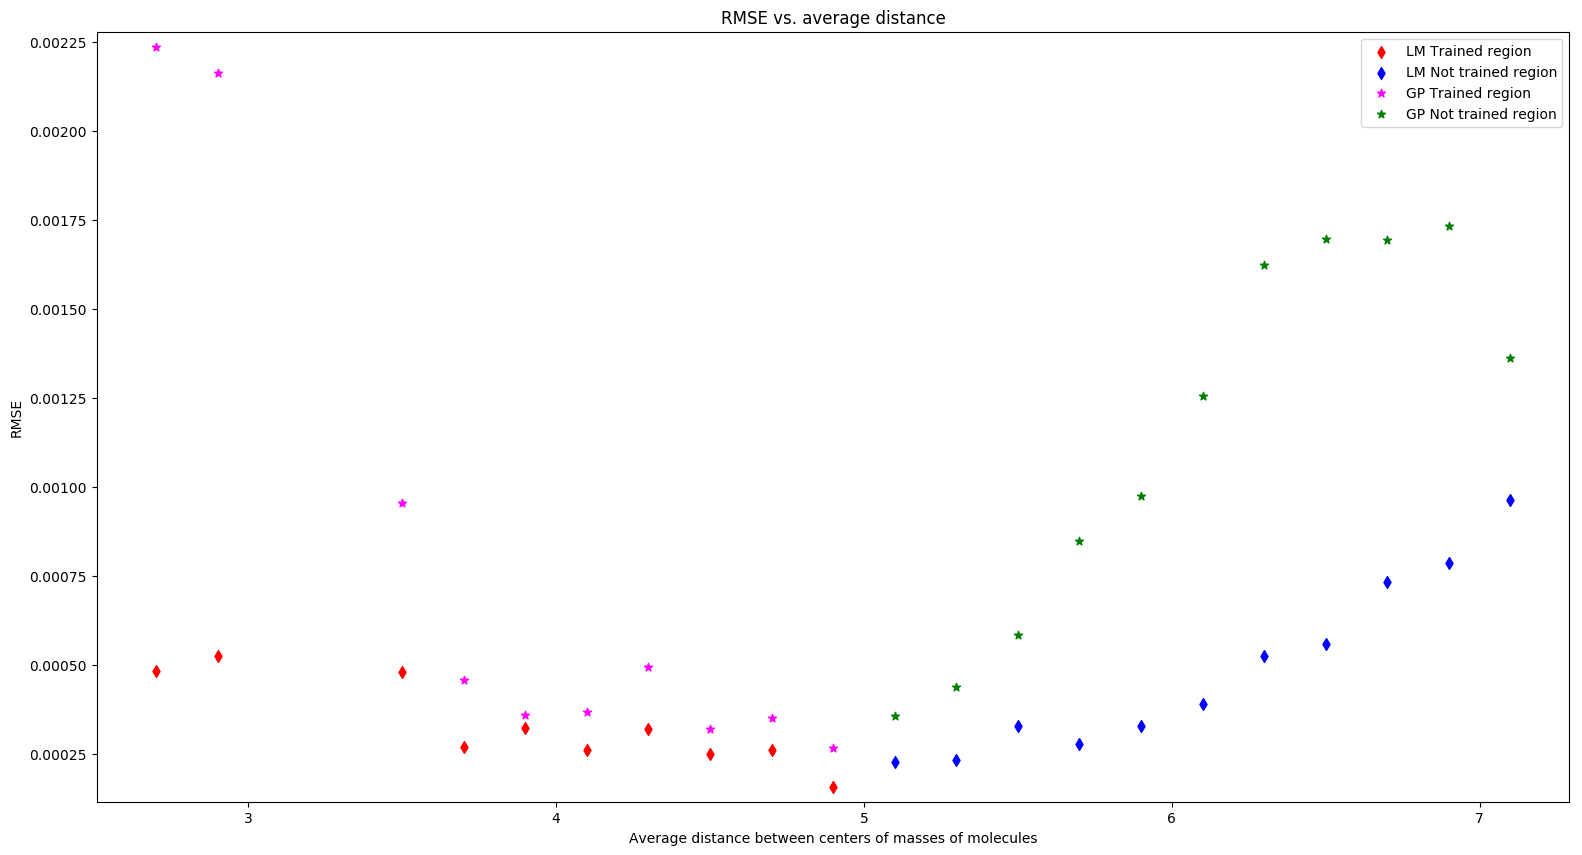 RMSE vs. average distance
LM Trained region
LM Not trained region
GP Trained region
GP Not trained region
RMSE
0.00225
0.00200
0.00175
0.00150
0.00125
0.00100
0.00075
0.00050
0.00025
3 4 5 6 7
Average distance between centers of masses of molecules